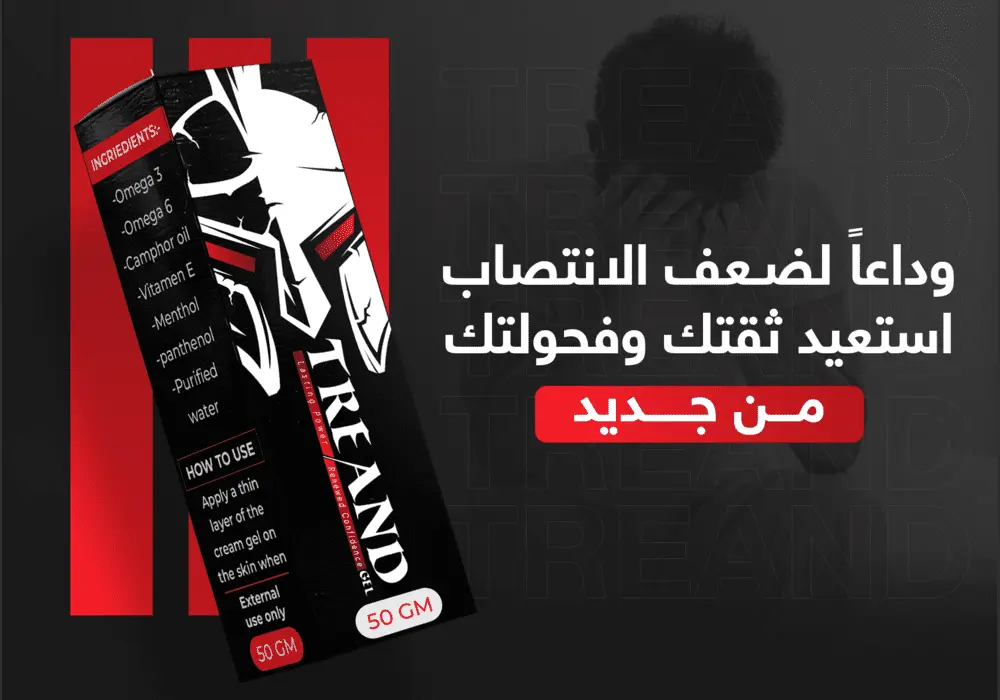 INGRIEDIENTS:-
-Omega 3
-Omega 6
-Camphor oil
-Vitamen E
-Menthol
-panthenol
-Purified
water
HOW TO USE
Apply a thin
layer of the
cream gel on
the skin when
External
use only
50 GM
TREAND
GEL
Lasting Power / Renewed Confidence
50 GM
وداعاً لضعف الانتصاب
استعيد ثقتك وفحولتك
من جديد
TREAND
TREAND
TREAND
TREAND
TREAND